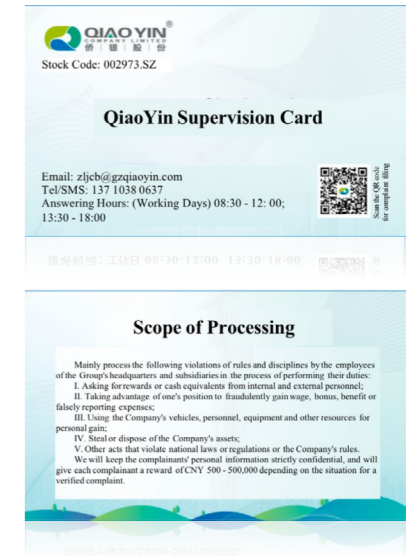 QIAO YIN®
COMPANY LIMITED
侨 | 银 | 股 | 份
Stock Code: 002973.SZ
QiaoYin Supervision Card
Email: zljcb@gzqiaoyin.com
Tel/SMS: 137 1038 0637
Answering Hours: (Working Days) 08:30 - 12: 00;
13:30 - 18:00
Scan the QR code
for complaint filing
Scope of Processing
Mainly process the following violations of rules and disciplines by the employees
of the Group's headquarters and subsidiaries in the process of performing their duties:
I. Asking for rewards or cash equivalents from internal and external personnel;
II. Taking advantage of one's position to fraudulently gain wage, bonus, benefit or
falsely reporting expenses;
III. Using the Company's vehicles, personnel, equipment and other resources for
personal gain;
IV. Steal or dispose of the Company's assets;
V. Other acts that violate national laws or regulations or the Company's rules.
We will keep the complainants' personal information strictly confidential, and will
give each complainant a reward of CNY 500 - 500,000 depending on the situation for a
verified complaint.